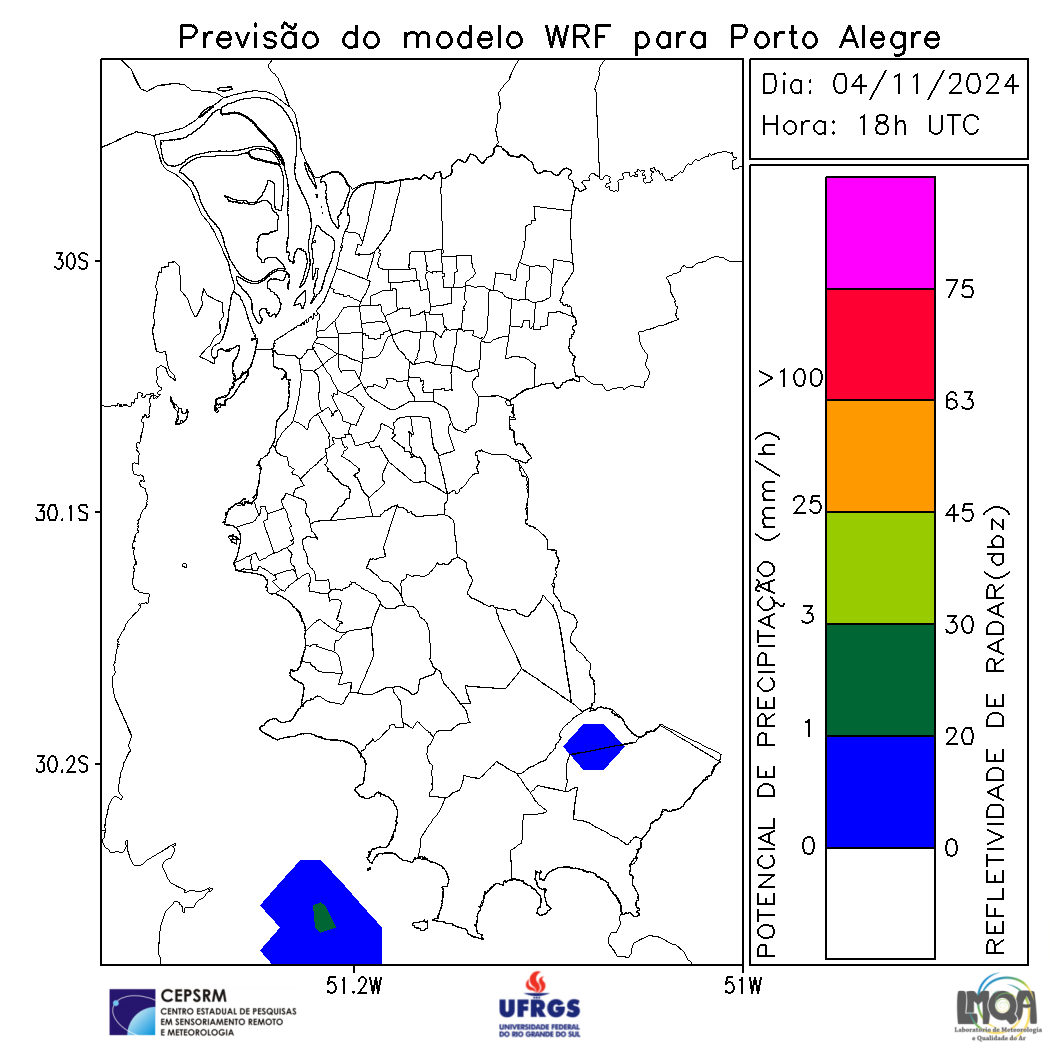 Previsão do modelo WRF para Porto Alegre
Dia: 04/11/2024
Hora: 18h UTC
30S
30.1S
30.2S
51.2W
51W
POTENCIAL DE PRECIPITAÇÃO (mm/h)
>100
25
3
1
0
75
63
45
30
20
0
REFLETIVIDADE DE RADAR(dbz)
CEPSRM
CENTRO ESTADUAL DE PESQUISAS
EM SENSORIAMENTO REMOTO
E METEOROLOGIA
UFRGS
UNIVERSIDADE FEDERAL
DO RIO GRANDE DO SUL
LMQA
Laboratório de Meteorologia
e Qualidade do Ar